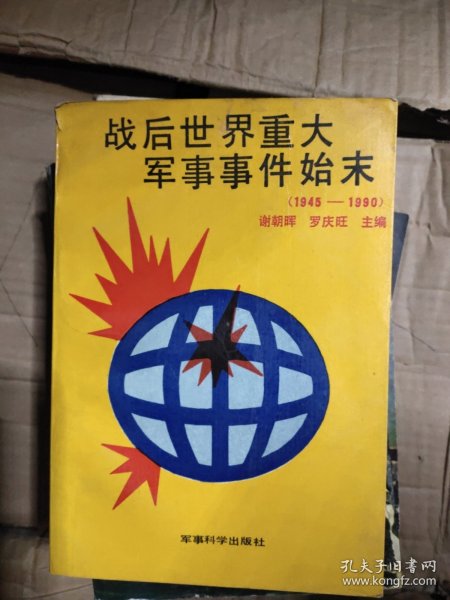 战后世界重大
军事事件始末
（1945—1990）
谢朝晖 罗庆旺 主编
军事科学出版社
孔夫子旧书网
www.kongfz.com